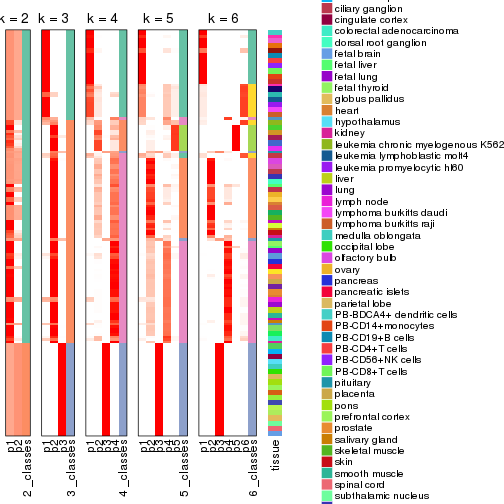 k = 2
k = 3
k = 4
k = 5
k = 6
p1
p2
2_classes
p1
p2
p3
3_classes
p1
p2
p3
p4
4_classes
p1
p2
p3
p4
p5
5_classes
p1
p2
p3
p4
p5
p6
6_classes
tissue
ciliary ganglion
cingulate cortex
colorectal adenocarcinoma
dorsal root ganglion
fetal brain
fetal liver
fetal lung
fetal thyroid
globus pallidus
heart
hypothalamus
kidney
leukemia chronic myelogenous K562
leukemia lymphoblastic molt4
leukemia promyelocytic hl60
liver
lung
lymph node
lymphoma burkitts daudi
lymphoma burkitts raji
medulla oblongata
occipital lobe
olfactory bulb
ovary
pancreas
pancreatic islets
parietal lobe
PB-BDCA4+ dendritic cells
PB-CD14+monocytes
PB-CD19+B cells
PB-CD4+T cells
PB-CD56+NK cells
PB-CD8+T cells
pituitary
placenta
pons
prefrontal cortex
prostate
salivary gland
skeletal muscle
skin
smooth muscle
spinal cord
subthalamic nucleus